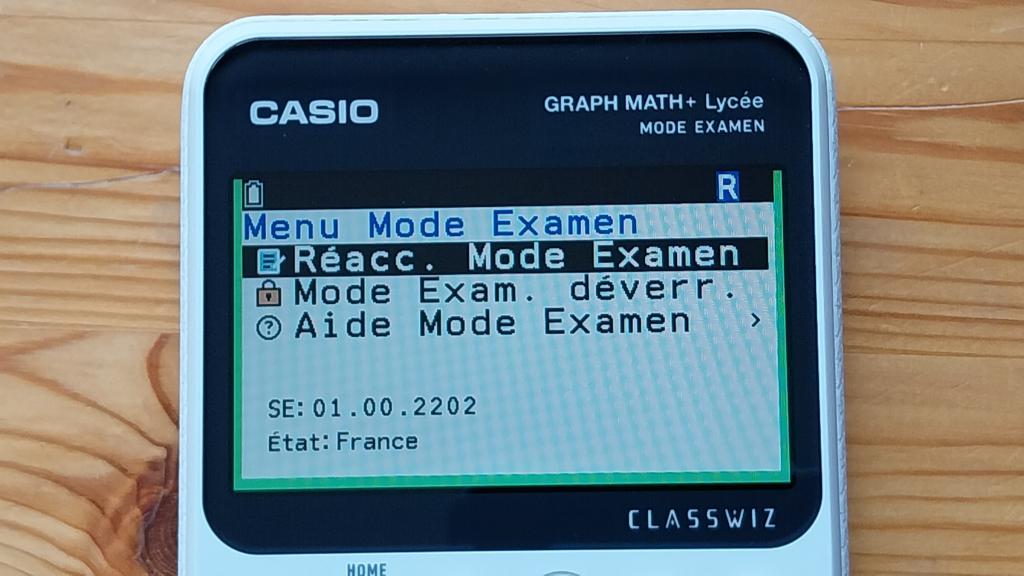 CASIO
GRAPH MATH+ Lycée
MODE EXAMEN
R
Menu Mode Examen
Réacc. Mode Examen
Mode Exam. déverr.
Aide Mode Examen
SE: 01.00.2202
État: France
CLASSWIZ
HOME